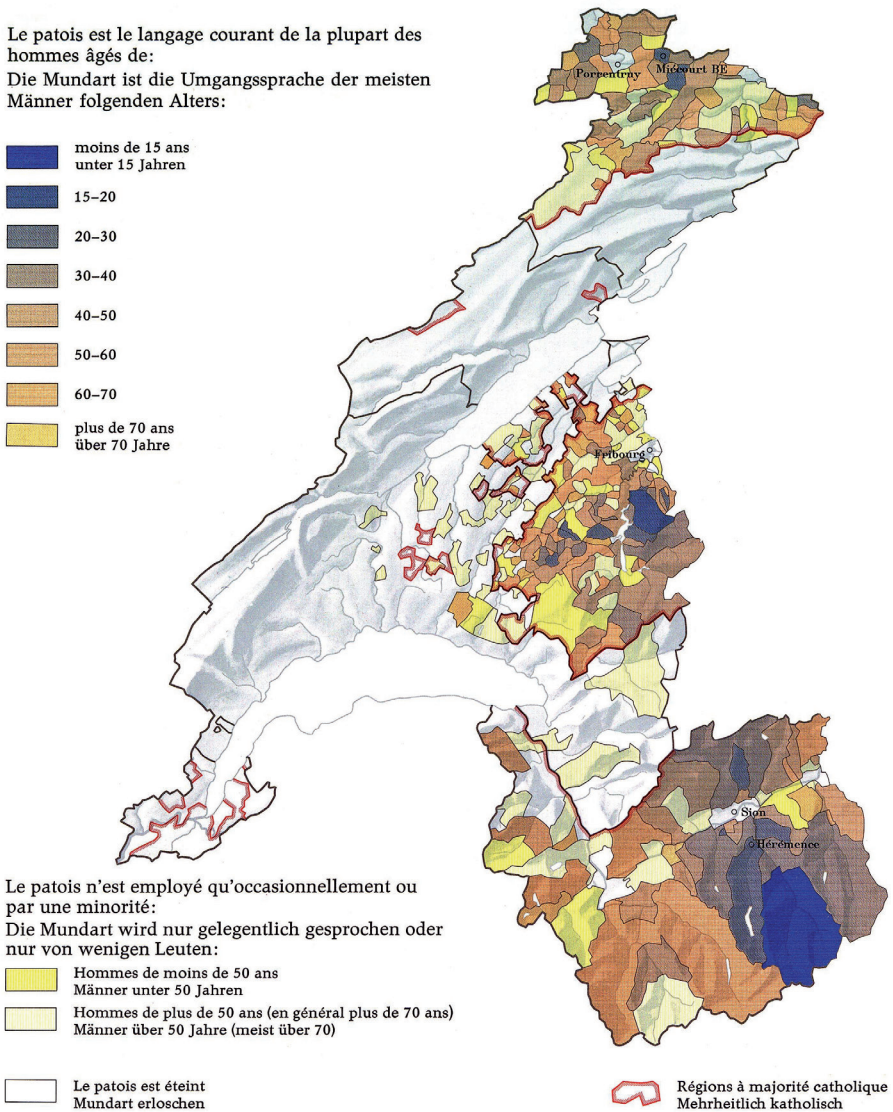 Le patois est le langage courant de la plupart des
hommes âgés de:
Die Mundart ist die Umgangssprache der meisten
Männer folgenden Alters:
moins de 15 ans
unter 15 Jahren
15–20
20–30
30–40
40–50
50–60
60–70
plus de 70 ans
über 70 Jahre
Porrentruy
Miécourt BE
Fribourg
Sion
Hérémence
Le patois n’est employé qu’occasionnellement ou
par une minorité:
Die Mundart wird nur gelegentlich gesprochen oder
nur von wenigen Leuten:
Hommes de moins de 50 ans
Männer unter 50 Jahren
Hommes de plus de 50 ans (en général plus de 70 ans)
Männer über 50 Jahre (meist über 70)
Le patois est éteint
Mundart erloschen
Régions à majorité catholique
Mehrheitlich katholisch